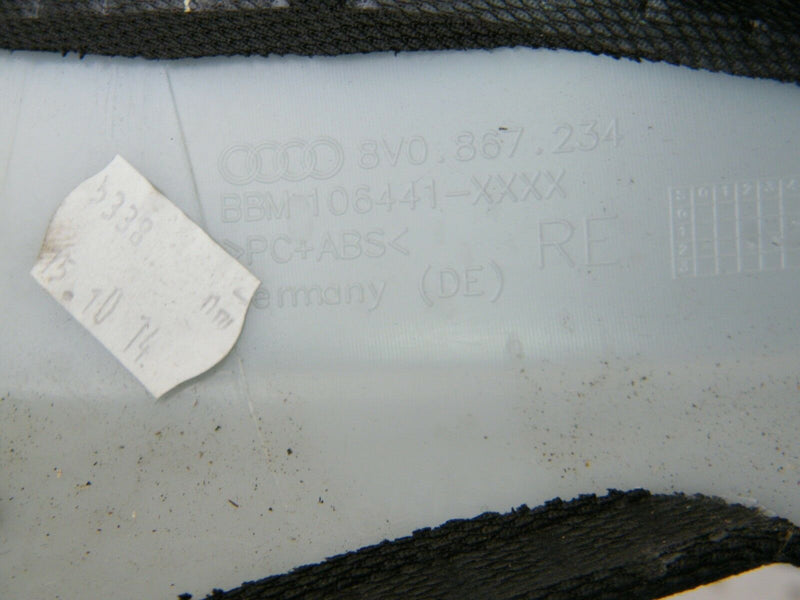 8V0.867.234
BBM 106441-XXXX
>PC+ABS<
RE
ermany (DE)
5338
15.10 14